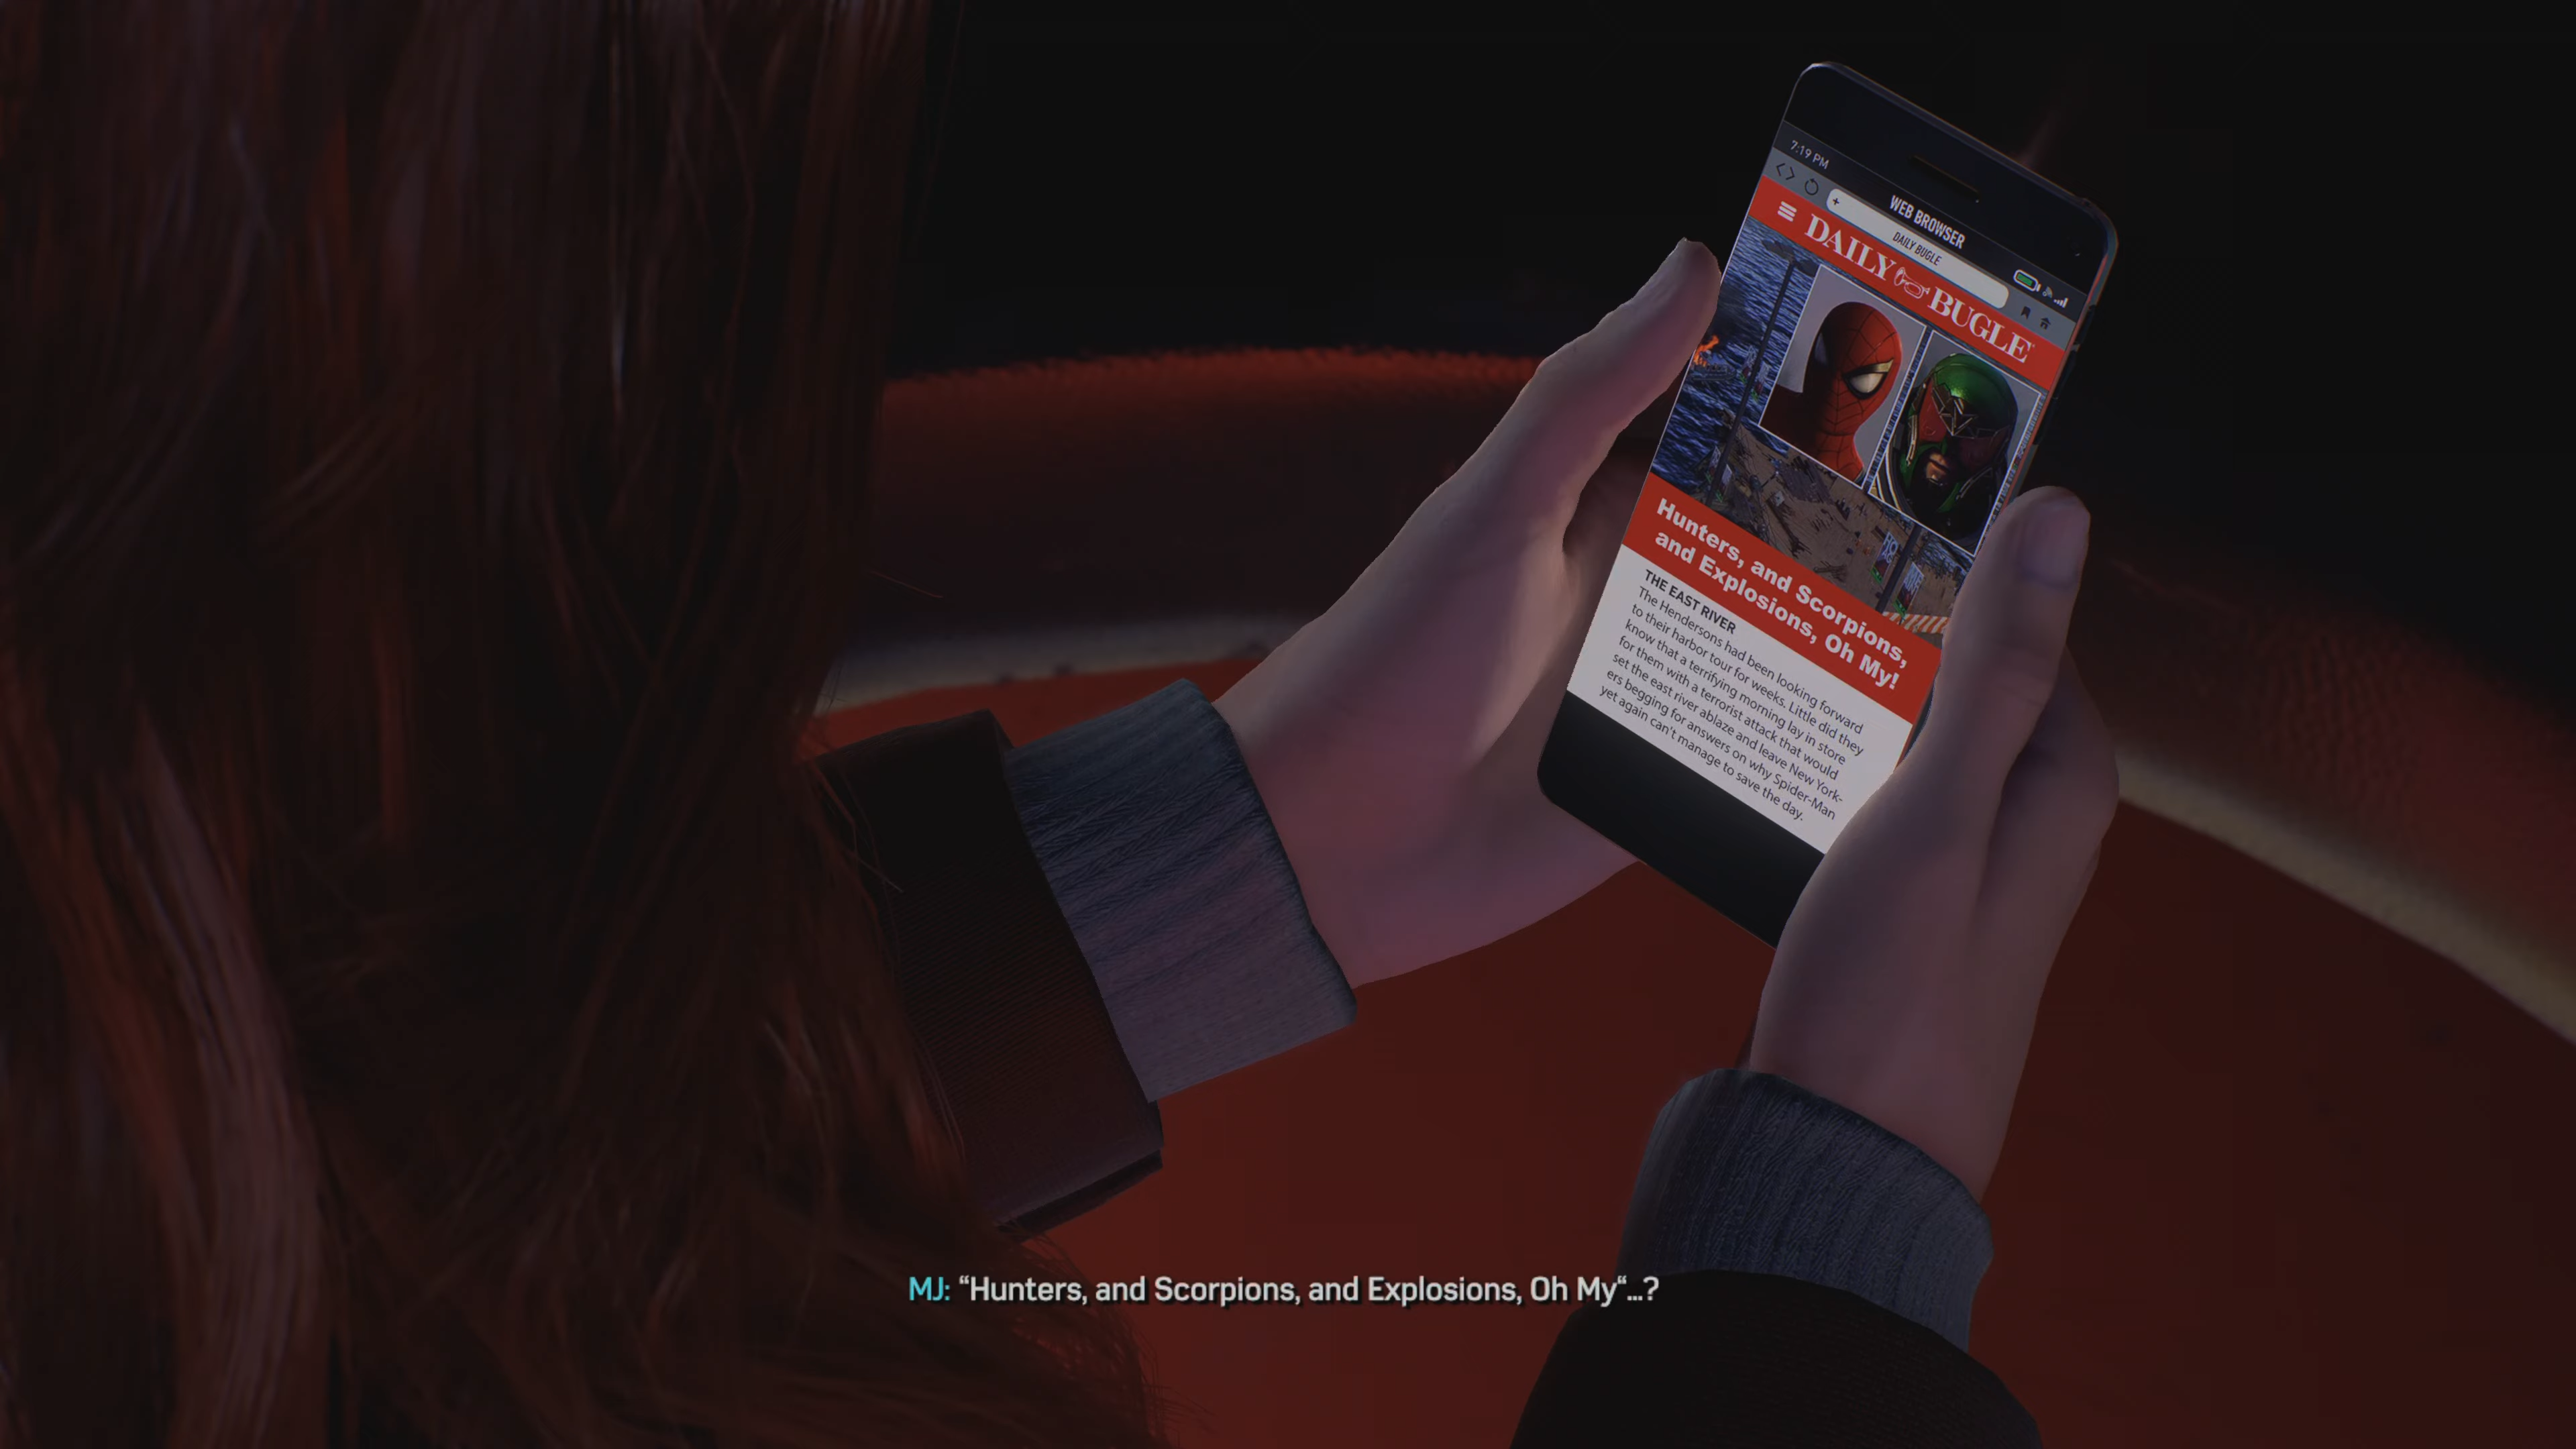 7:19 PM
WEB BROWSER
DAILY BUGLE
DAILY BUGLE
Hunters, and Scorpions,
and Explosions, Oh My!
THE EAST RIVER
The Hendersons had been looking forward
to their harbor tour for weeks. Little did they
know that a terrifying morning lay in store
for them with a terrorist attack that would
set the east river ablaze and leave New York-
ers begging for answers on why Spider-Man
yet again can't manage to save the day.
MJ: “Hunters, and Scorpions, and Explosions, Oh My“...?